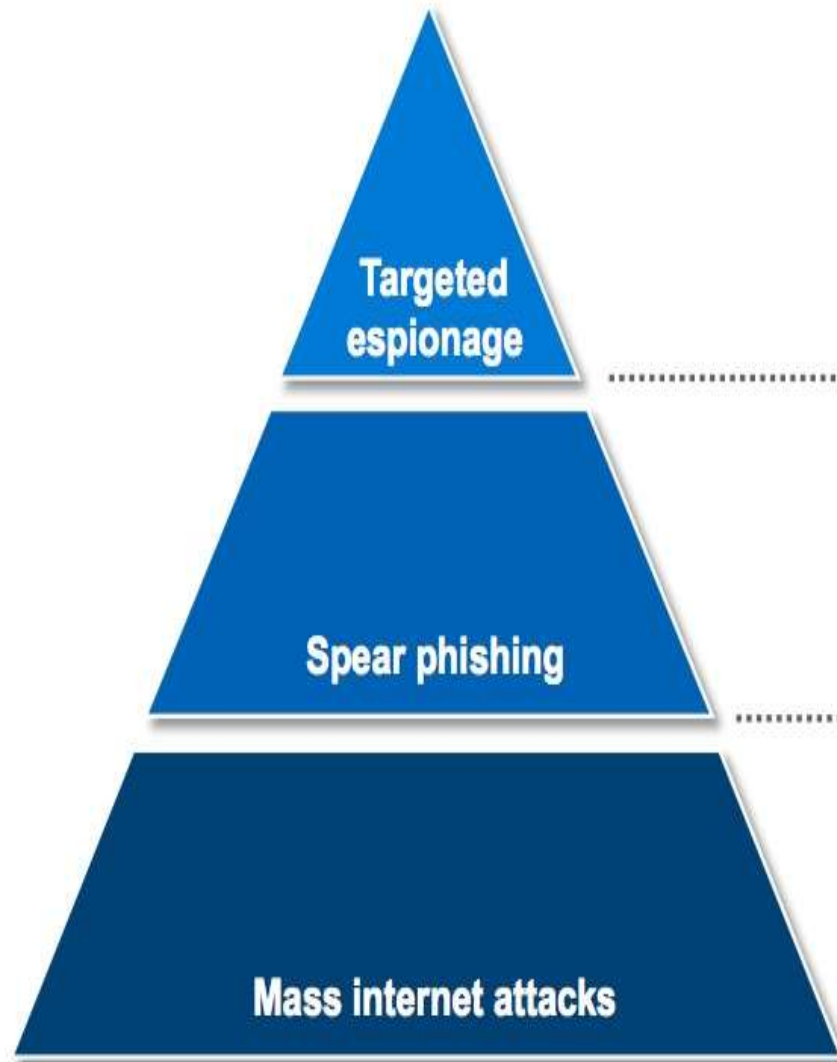 Targeted
espionage
Spear phishing
Mass internet attacks